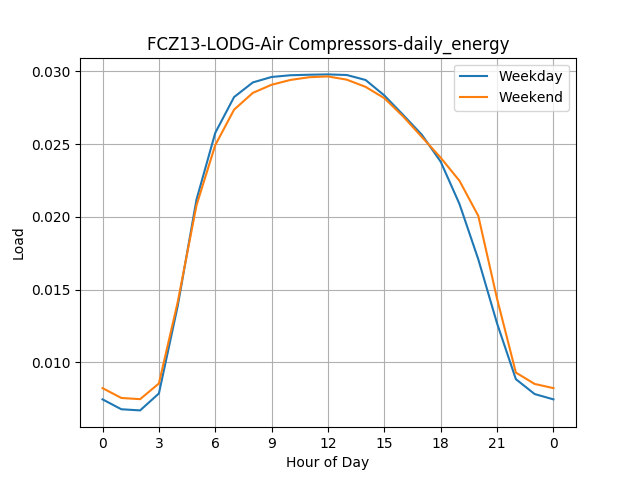 FCZ13-LODG-Air Compressors-daily_energy
Weekday
Weekend
0.030
0.025
0.020
0.015
0.010
Load
0 3 6 9 12 15 18 21 0
Hour of Day